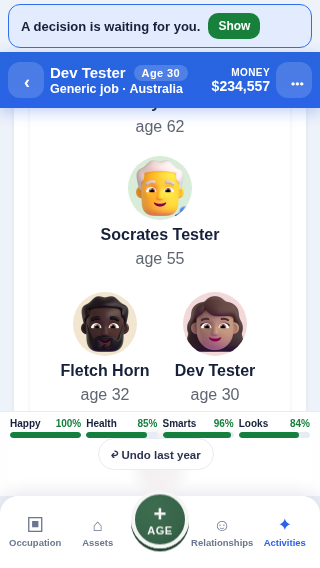 A decision is waiting for you. Show
‹ Dev Tester Age 30 MONEY ...
Generic job · Australia $234,557
age 62
Socrates Tester
age 55
Fletch Horn Dev Tester
age 32 age 30
Happy 100% Health 85% Smarts 96% Looks 84%
Undo last year
+
AGE
Occupation Assets Relationships Activities